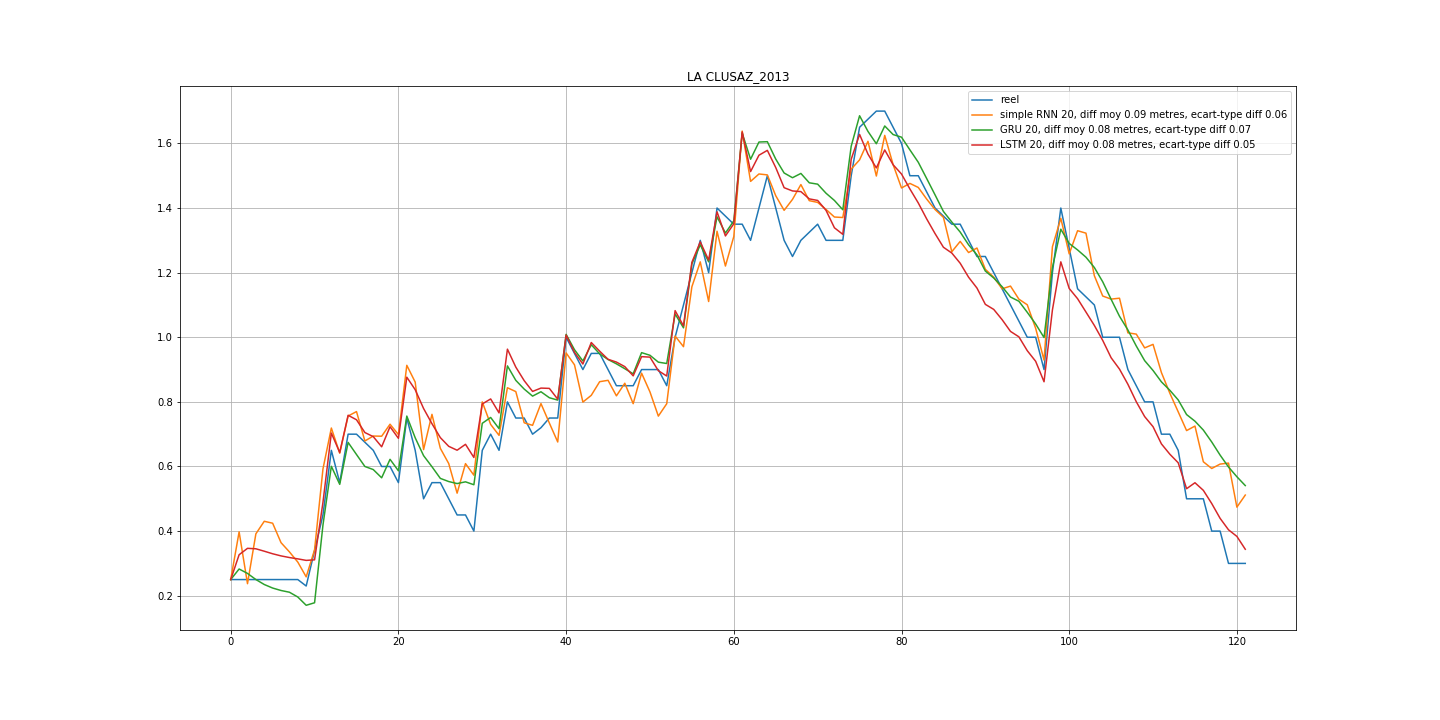 LA CLUSAZ_2013
reel
simple RNN 20, diff moy 0.09 metres, ecart-type diff 0.06
GRU 20, diff moy 0.08 metres, ecart-type diff 0.07
LSTM 20, diff moy 0.08 metres, ecart-type diff 0.05
1.6
1.4
1.2
1.0
0.8
0.6
0.4
0.2
0 20 40 60 80 100 120